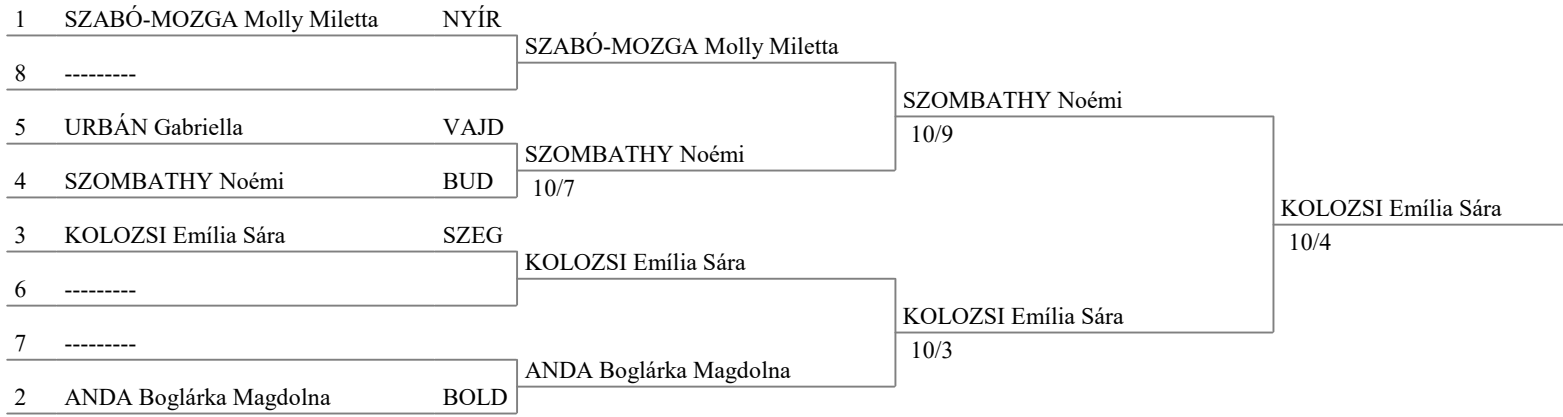 1 SZABÓ-MOZGA Molly Miletta NYÍR
SZABÓ-MOZGA Molly Miletta
8 ---------
SZOMBATHY Noémi
5 URBÁN Gabriella VAJD
10/9
SZOMBATHY Noémi
4 SZOMBATHY Noémi BUD
10/7
KOLOZSI Emília Sára
3 KOLOZSI Emília Sára SZEG
10/4
KOLOZSI Emília Sára
6 ---------
KOLOZSI Emília Sára
7 ---------
10/3
ANDA Boglárka Magdolna
2 ANDA Boglárka Magdolna BOLD